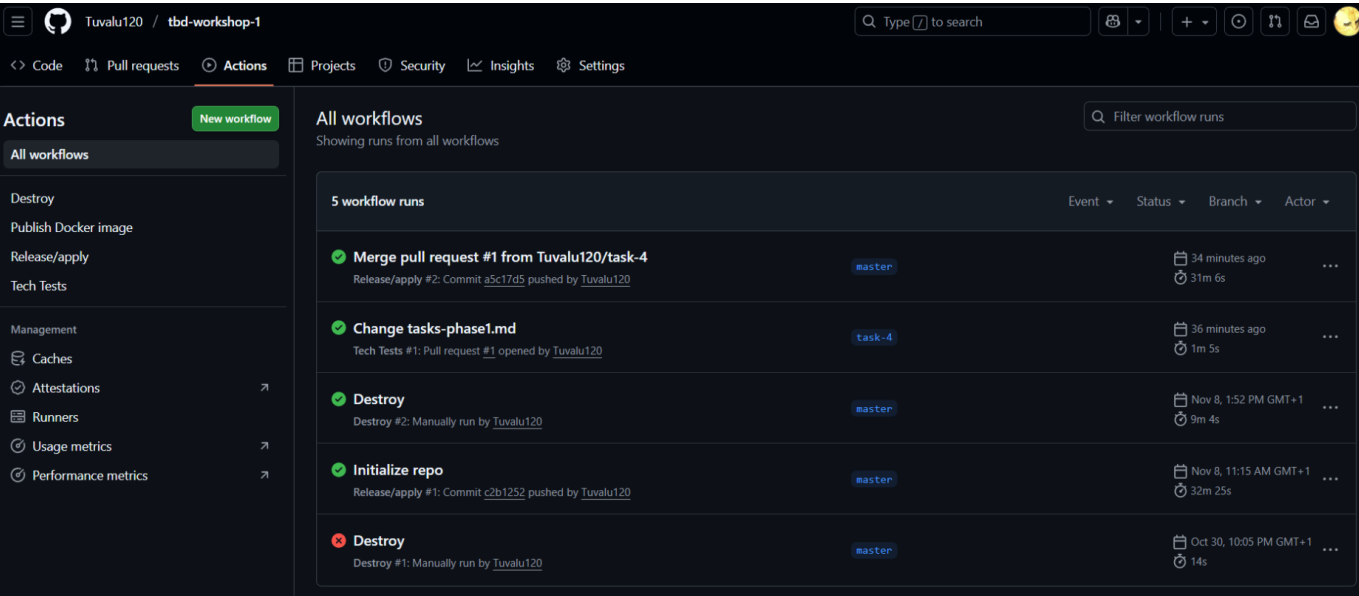 Tuvalu120 / tbd-workshop-1
Type / to search
Code Pull requests Actions Projects Security Insights Settings
Actions
New workflow
All workflows
Destroy
Publish Docker image
Release/apply
Tech Tests
Management
Caches
Attestations
Runners
Usage metrics
Performance metrics
All workflows
Showing runs from all workflows
Filter workflow runs
5 workflow runs
Event Status Branch Actor
Merge pull request #1 from Tuvalu120/task-4
Release/apply #2: Commit a5c17d5 pushed by Tuvalu120
master
34 minutes ago
31m 6s
Change tasks-phase1.md
Tech Tests #1: Pull request #1 opened by Tuvalu120
task-4
36 minutes ago
1m 5s
Destroy
Destroy #2: Manually run by Tuvalu120
master
Nov 8, 1:52 PM GMT+1
9m 4s
Initialize repo
Release/apply #1: Commit c2b1252 pushed by Tuvalu120
master
Nov 8, 11:15 AM GMT+1
32m 25s
Destroy
Destroy #1: Manually run by Tuvalu120
master
Oct 30, 10:05 PM GMT+1
14s